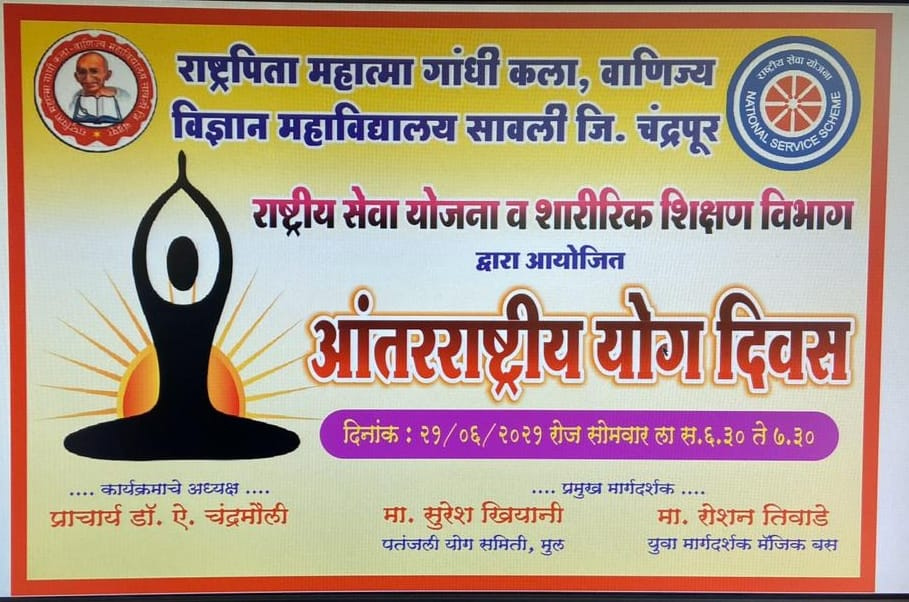 राष्ट्रपिता महात्मा गांधी कला, वाणिज्य
विज्ञान महाविद्यालय सावली जि. चंद्रपूर
राष्ट्रीय सेवा योजना
NATIONAL SERVICE SCHEME
राष्ट्रीय सेवा योजना व शारीरिक शिक्षण विभाग
द्वारा आयोजित
आंतरराष्ट्रीय योग दिवस
दिनांक : २१/०६/२०२१ रोज सोमवार ला स.६.३० ते ७.३०
.... कार्यक्रमाचे अध्यक्ष ....
प्राचार्य डॉ. ऐ. चंद्रमौली
.... प्रमुख मार्गदर्शक ....
मा. सुरेश खियानी
पतंजली योग समिती, मुल
मा. रोशन तिवाडे
युवा मार्गदर्शक मॅजिक बस